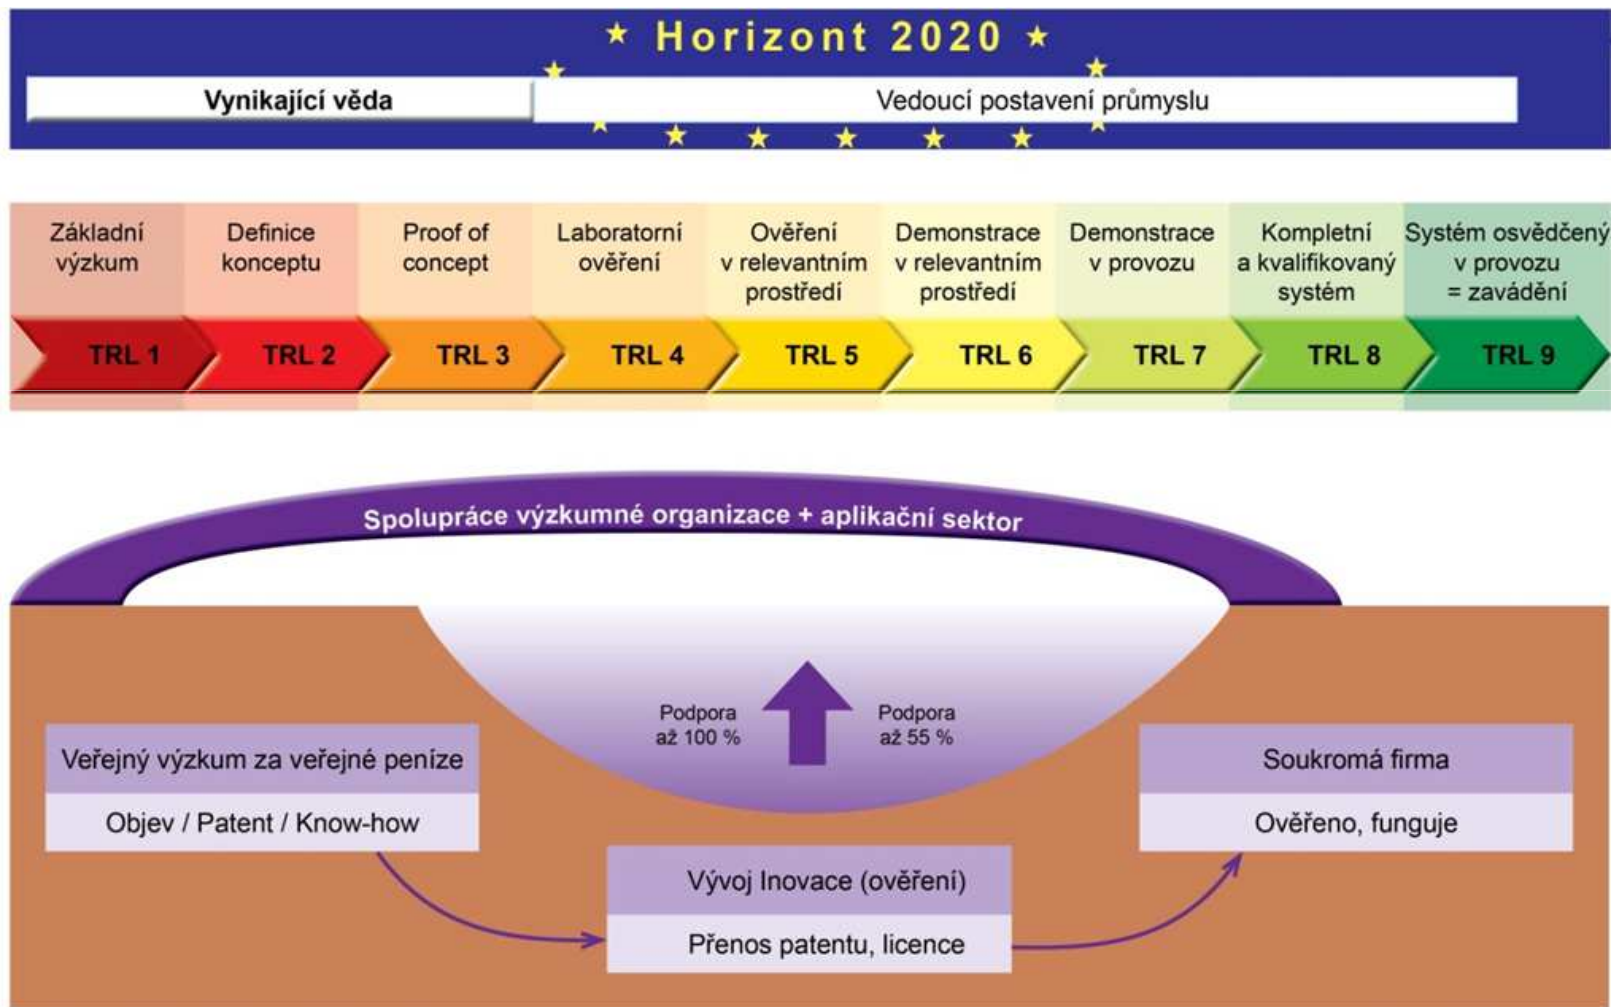 Horizont 2020
Vynikající věda
Vedoucí postavení průmyslu
Základní
výzkum
Definice
konceptu
Proof of
concept
Laboratorní
ověření
Ověření
v relevantním
prostředí
Demonstrace
v relevantním
prostředí
Demonstrace
v provozu
Kompletní
a kvalifikovaný
systém
Systém osvědčený
v provozu
= zavádění
TRL 1
TRL 2
TRL 3
TRL 4
TRL 5
TRL 6
TRL 7
TRL 8
TRL 9
Spolupráce výzkumné organizace + aplikační sektor
Podpora
až 100 %
Podpora
až 55 %
Veřejný výzkum za veřejné peníze
Objev / Patent / Know-how
Vývoj Inovace (ověření)
Přenos patentu, licence
Soukromá firma
Ověřeno, funguje